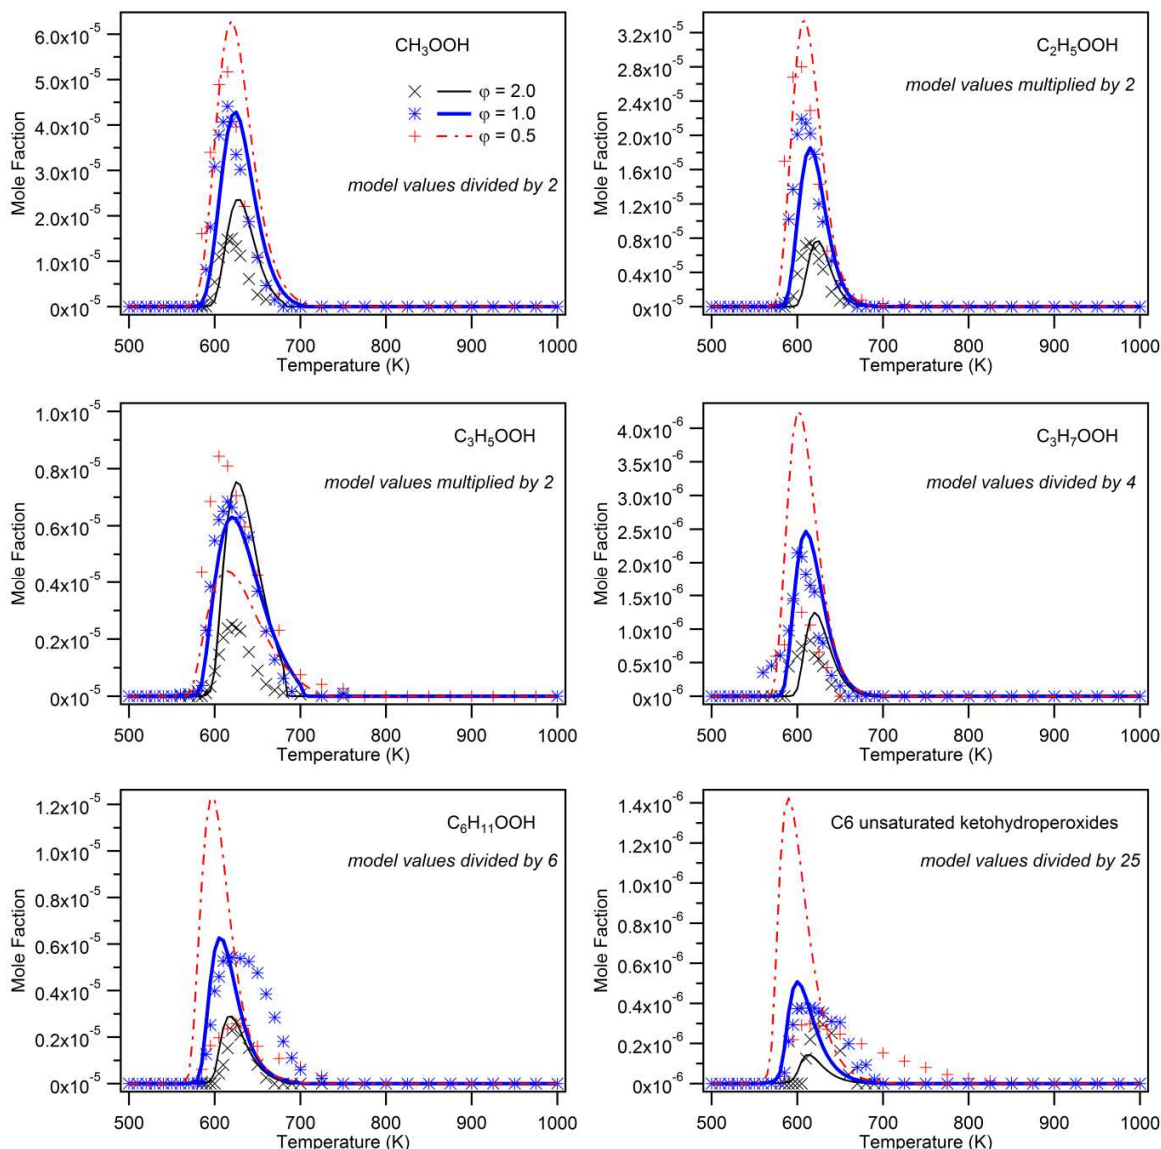 6.0x10⁻⁵
5.0x10⁻⁵
4.0x10⁻⁵
3.0x10⁻⁵
2.0x10⁻⁵
1.0x10⁻⁵
0x10⁻⁵
Mole Faction
CH₃OOH
φ = 2.0
φ = 1.0
φ = 0.5
model values divided by 2
500 600 700 800 900 1000
Temperature (K)
3.2x10⁻⁵
2.8x10⁻⁵
2.4x10⁻⁵
2.0x10⁻⁵
1.6x10⁻⁵
1.2x10⁻⁵
0.8x10⁻⁵
0.4x10⁻⁵
0x10⁻⁵
Mole Faction
C₂H₅OOH
model values multiplied by 2
500 600 700 800 900 1000
Temperature (K)
1.0x10⁻⁵
0.8x10⁻⁵
0.6x10⁻⁵
0.4x10⁻⁵
0.2x10⁻⁵
0x10⁻⁵
Mole Faction
C₃H₅OOH
model values multiplied by 2
500 600 700 800 900 1000
Temperature (K)
4.0x10⁻⁶
3.5x10⁻⁶
3.0x10⁻⁶
2.5x10⁻⁶
2.0x10⁻⁶
1.5x10⁻⁶
1.0x10⁻⁶
0.5x10⁻⁶
0x10⁻⁶
Mole Faction
C₃H₇OOH
model values divided by 4
500 600 700 800 900 1000
Temperature (K)
1.2x10⁻⁵
1.0x10⁻⁵
0.8x10⁻⁵
0.6x10⁻⁵
0.4x10⁻⁵
0.2x10⁻⁵
0x10⁻⁵
Mole Faction
C₆H₁₁OOH
model values divided by 6
500 600 700 800 900 1000
Temperature (K)
1.4x10⁻⁶
1.2x10⁻⁶
1.0x10⁻⁶
0.8x10⁻⁶
0.6x10⁻⁶
0.4x10⁻⁶
0.2x10⁻⁶
0x10⁻⁶
Mole Faction
C6 unsaturated ketohydroperoxides
model values divided by 25
500 600 700 800 900 1000
Temperature (K)